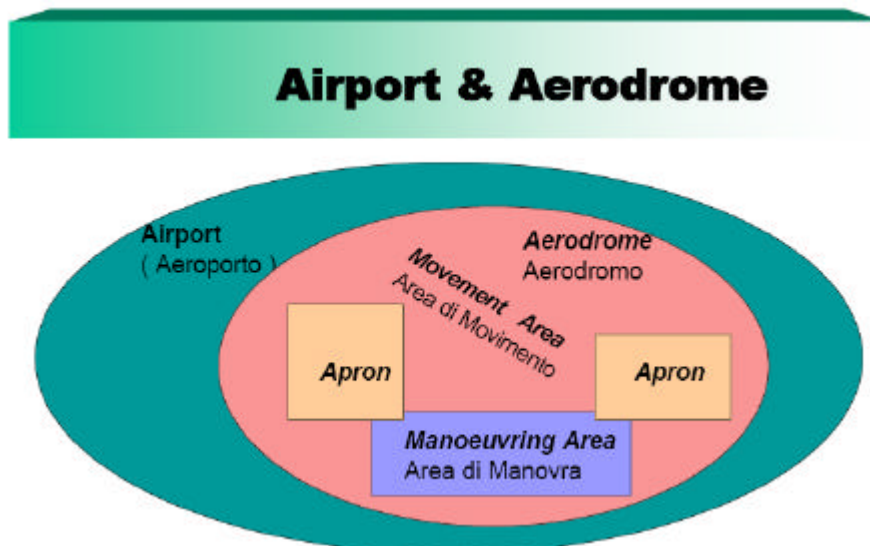 Airport & Aerodrome
Airport
( Aeroporto )
Aerodrome
Aerodromo
Movement Area
Area di Movimento
Apron
Apron
Manoeuvring Area
Area di Manovra